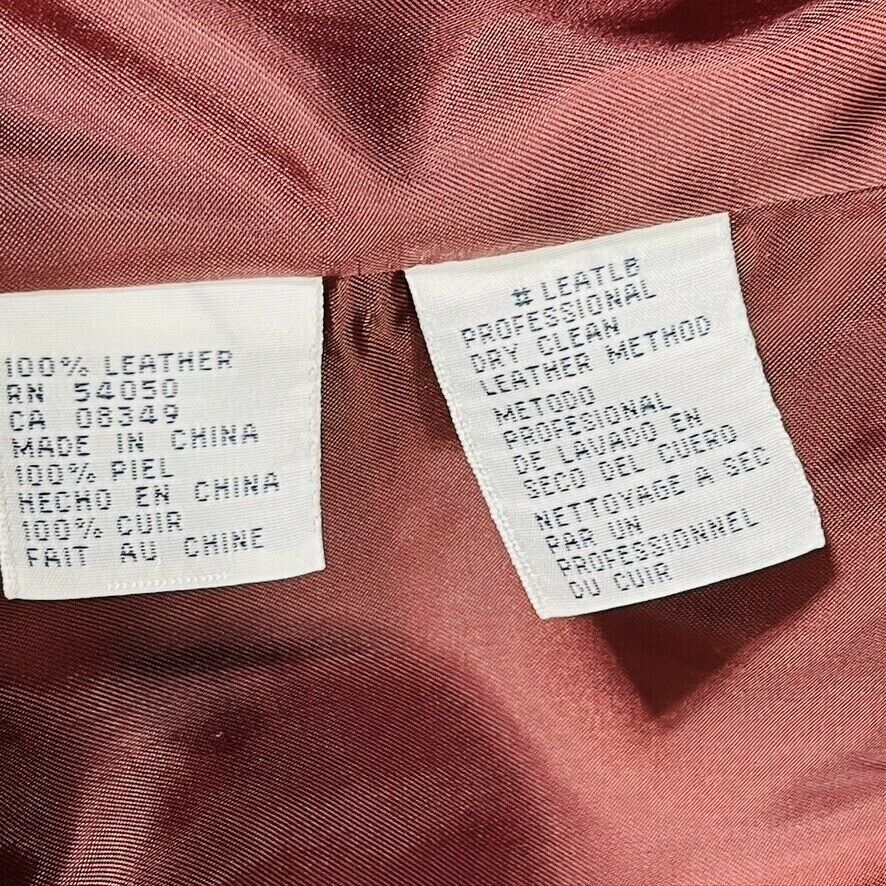 100% LEATHER
RN 54050
CA 08349
MADE IN CHINA
100% PIEL
HECHO EN CHINA
100% CUIR
FAIT AU CHINE
# LEATLB
PROFESSIONAL
DRY CLEAN
LEATHER METHOD
METODO
PROFESIONAL
DE LAVADO EN
SECO DEL CUERO
NETTOYAGE A SEC
PAR UN
PROFESSIONNEL
DU CUIR